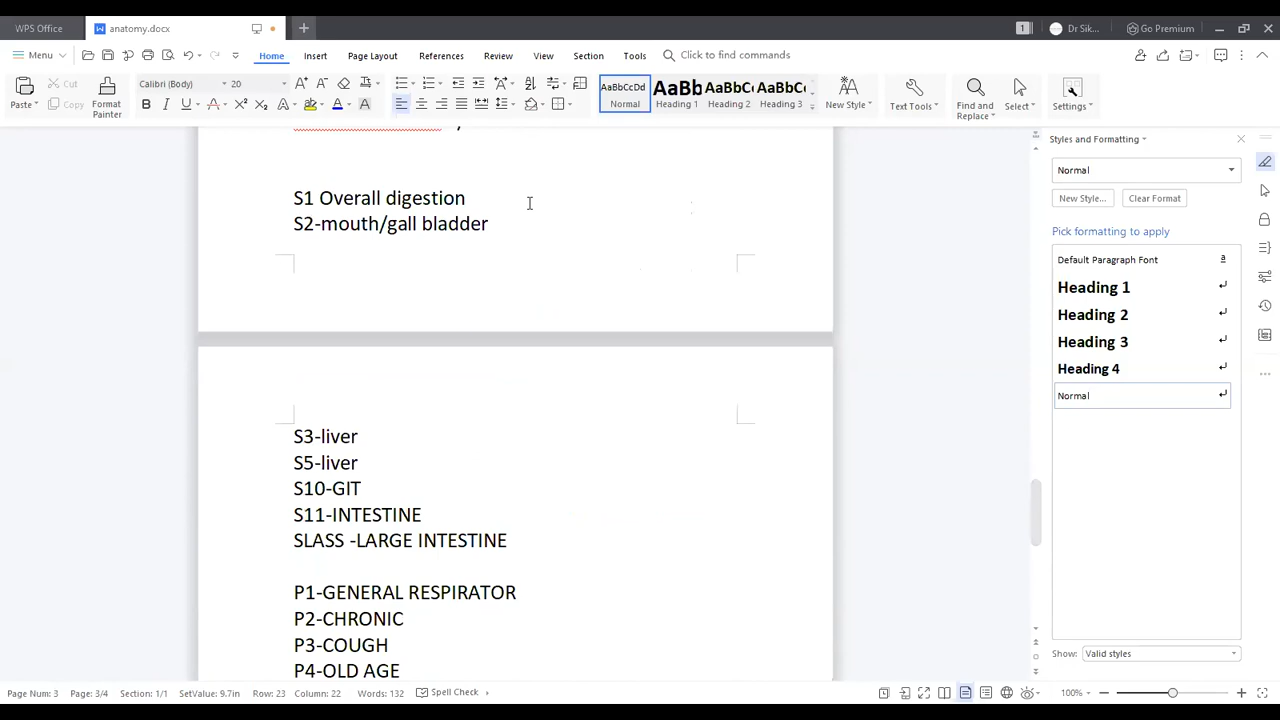 WPS Office
anatomy.docx
1
Dr Sik...
Go Premium
Menu
Home
Insert
Page Layout
References
Review
View
Section
Tools
Click to find commands
Paste
Cut
Copy
Format Painter
Calibri (Body)
20
AaBbCcDd
Normal
AaBb
Heading 1
AaBbC
Heading 2
AaBbC
Heading 3
New Style
Text Tools
Find and Replace
Select
Settings
S1 Overall digestion
S2-mouth/gall bladder
S3-liver
S5-liver
S10-GIT
S11-INTESTINE
SLASS -LARGE INTESTINE
P1-GENERAL RESPIRATOR
P2-CHRONIC
P3-COUGH
P4-OLD AGE
Styles and Formatting
Normal
New Style...
Clear Format
Pick formatting to apply
Default Paragraph Font
Heading 1
Heading 2
Heading 3
Heading 4
Normal
Show:
Valid styles
Page Num: 3
Page: 3/4
Section: 1/1
SetValue: 9.7in
Row: 23
Column: 22
Words: 132
Spell Check
100%